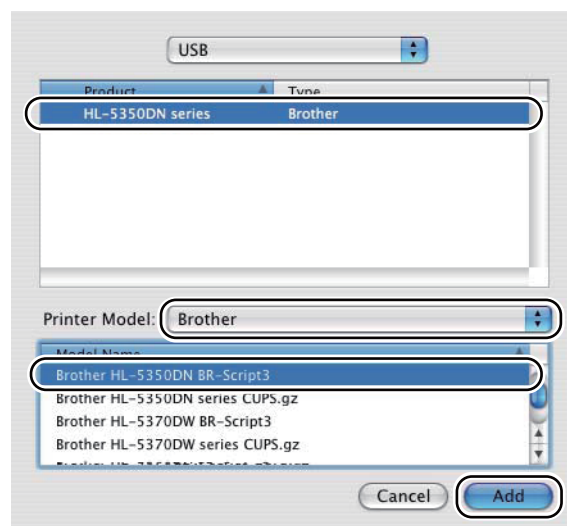 USB
Product Type
HL-5350DN series Brother
Printer Model: Brother
Model Name
Brother HL-5350DN BR-Script3
Brother HL-5350DN series CUPS.gz
Brother HL-5370DW BR-Script3
Brother HL-5370DW series CUPS.gz
Cancel Add